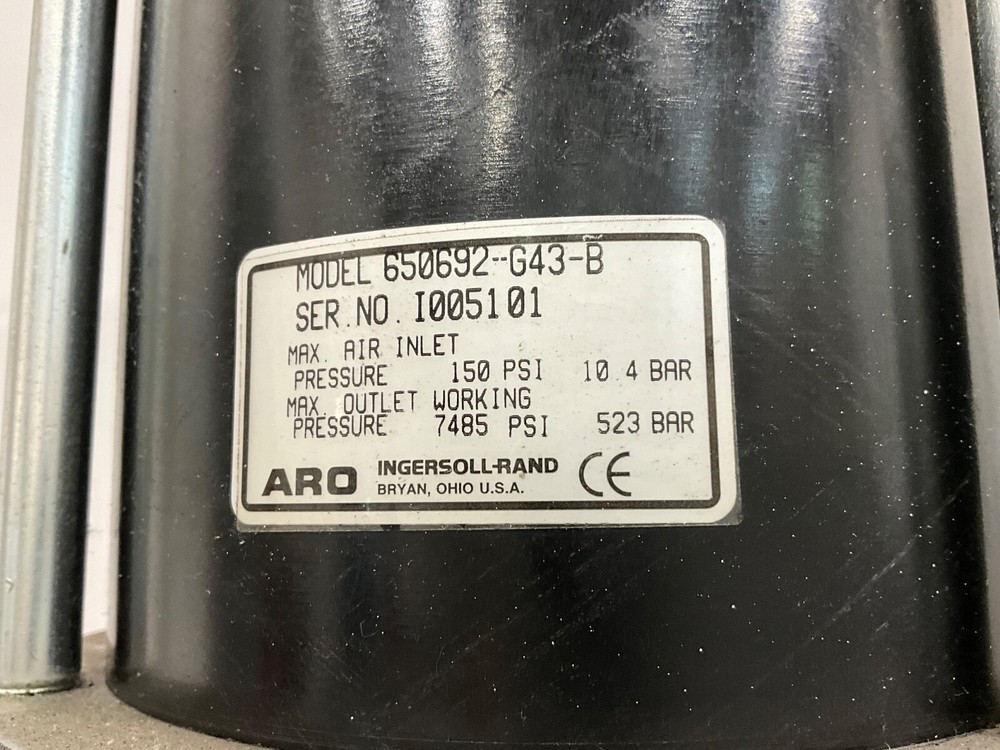 MODEL 650692-G43-B
SER.NO. I005101
MAX. AIR INLET
PRESSURE 150 PSI 10.4 BAR
MAX. OUTLET WORKING
PRESSURE 7485 PSI 523 BAR
ARO INGERSOLL-RAND CE
BRYAN, OHIO U.S.A.